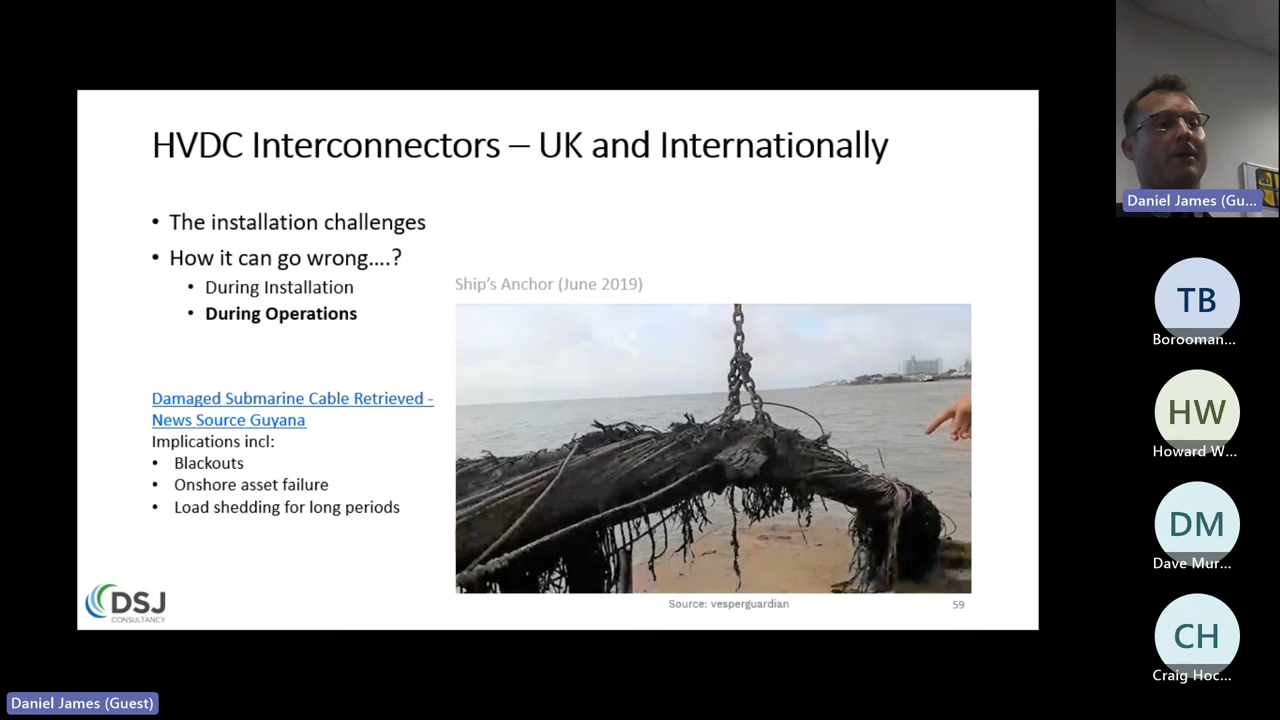 HVDC Interconnectors – UK and Internationally
• The installation challenges
• How it can go wrong....?
• During Installation
• During Operations
Ship's Anchor (June 2019)
Damaged Submarine Cable Retrieved -
News Source Guyana
Implications incl:
• Blackouts
• Onshore asset failure
• Load shedding for long periods
DSJ
CONSULTANCY
Source: vesperguardian
59
Daniel James (Gu...
TB
Borooman...
HW
Howard W...
DM
Dave Mur...
CH
Craig Hoc...
Daniel James (Guest)